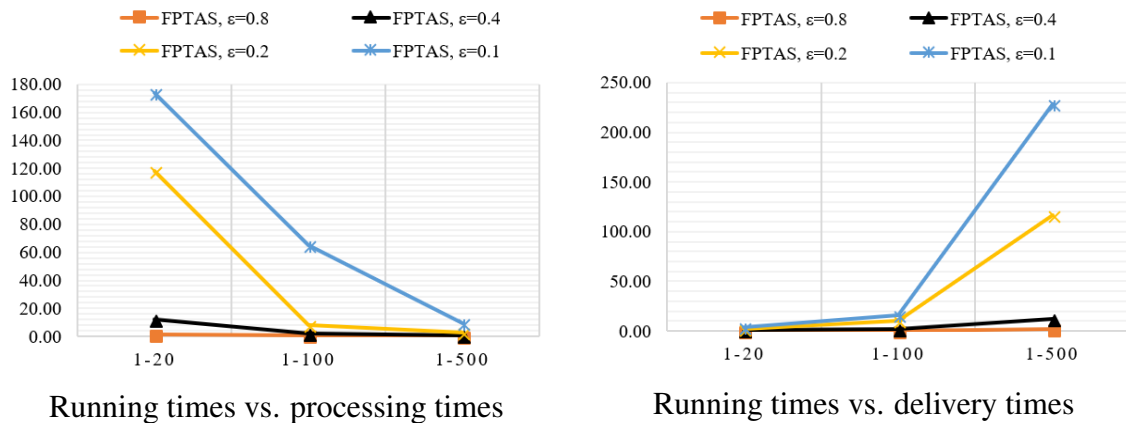 FPTAS, ε=0.8 FPTAS, ε=0.4
FPTAS, ε=0.2 FPTAS, ε=0.1
180.00
160.00
140.00
120.00
100.00
80.00
60.00
40.00
20.00
0.00
1-20 1-100 1-500
Running times vs. processing times
FPTAS, ε=0.8 FPTAS, ε=0.4
FPTAS, ε=0.2 FPTAS, ε=0.1
250.00
200.00
150.00
100.00
50.00
0.00
1-20 1-100 1-500
Running times vs. delivery times